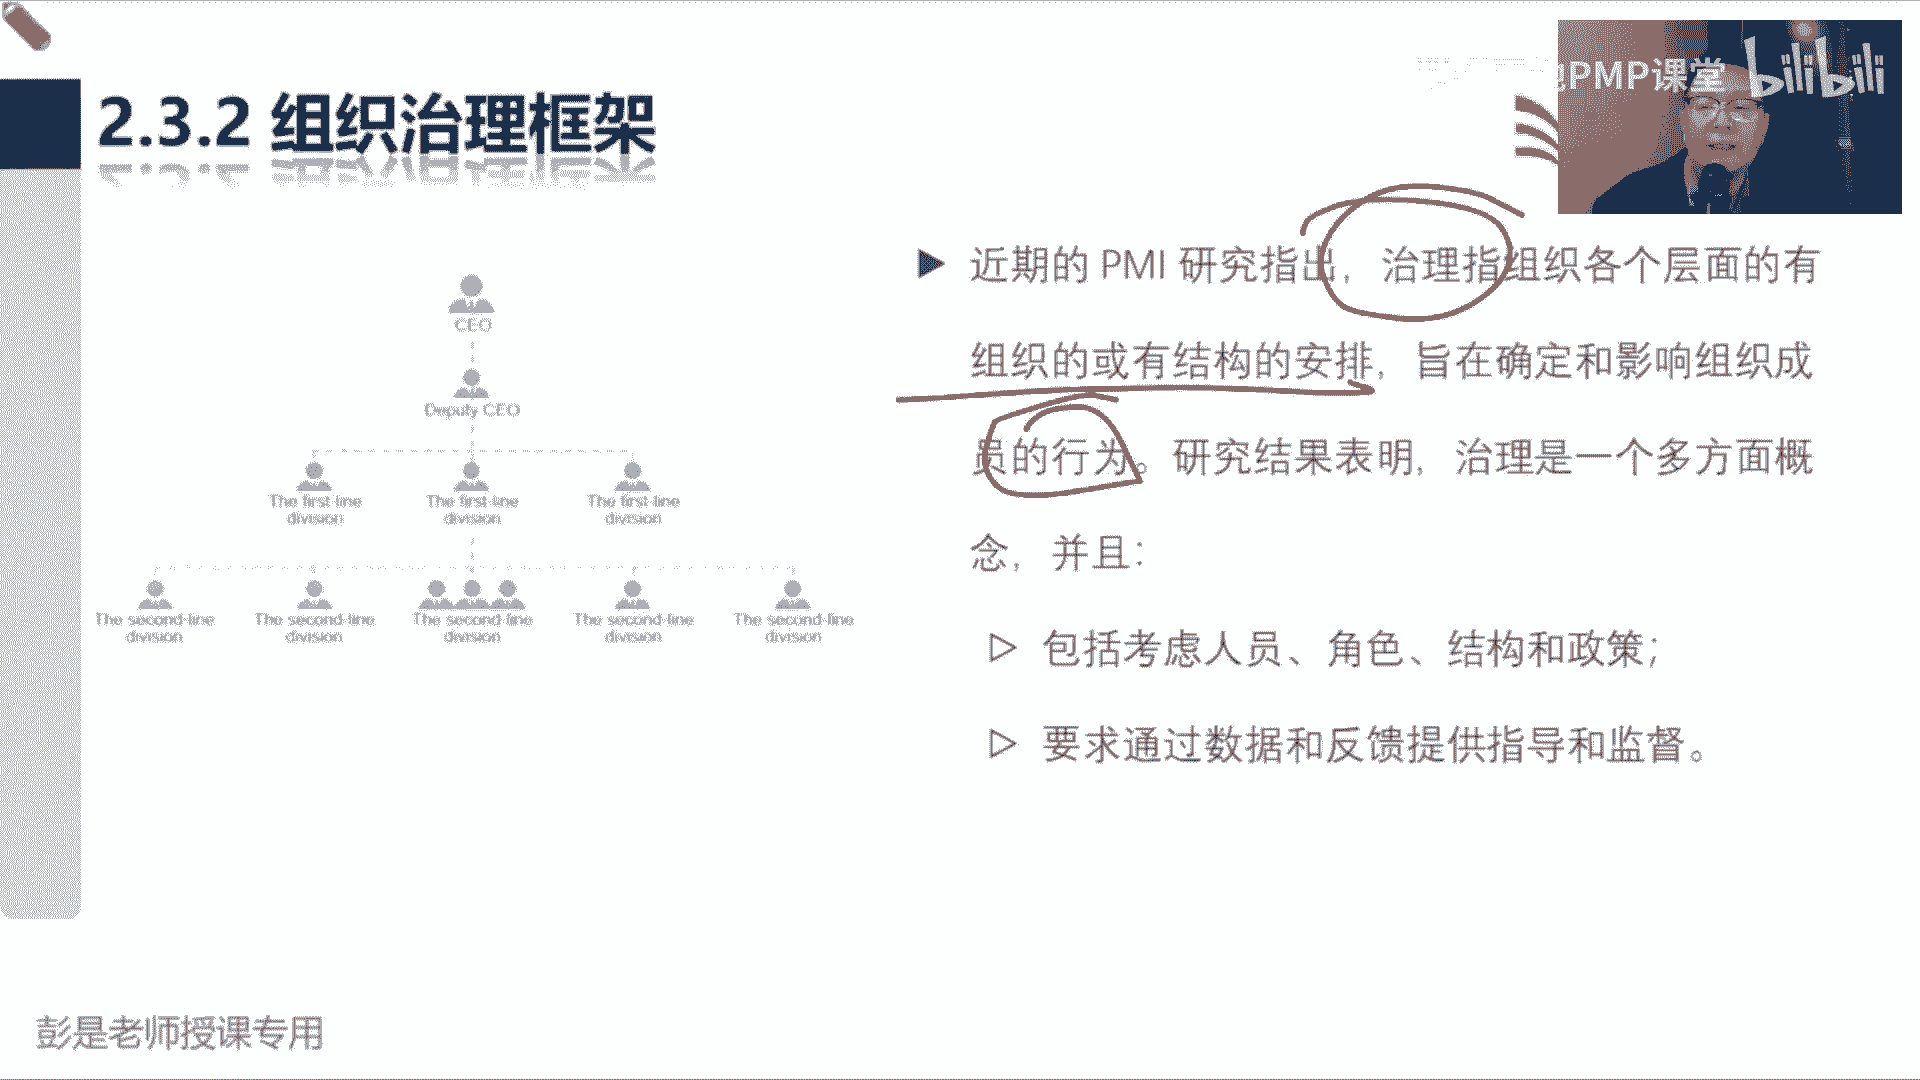 PMP课堂 bilibili
2.3.2 组织治理框架
CEO
Deputy CEO
The first-line division
The first-line division
The first-line division
The second-line division
The second-line division
The second-line division
The second-line division
The second-line division
近期的 PMI 研究指出，治理指组织各个层面的有
组织的或有结构的安排，旨在确定和影响组织成
员的行为。研究结果表明，治理是一个多方面概
念，并且：
包括考虑人员、角色、结构和政策；
要求通过数据和反馈提供指导和监督。
彭是老师授课专用